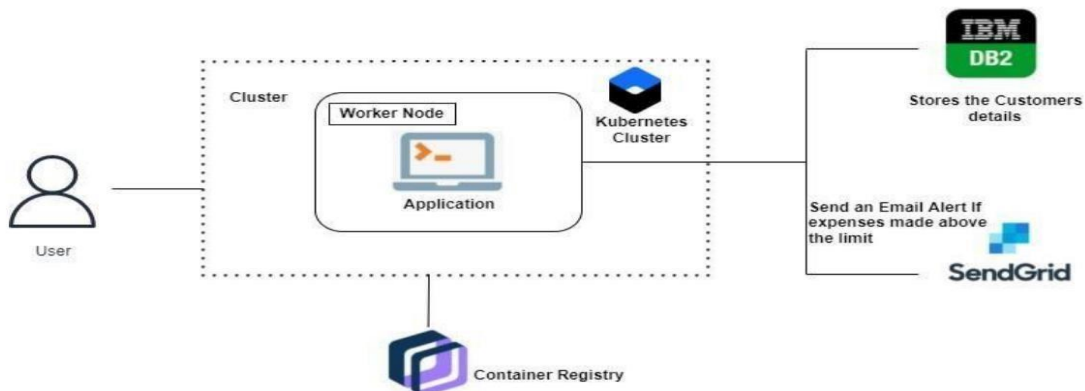 IBM
DB2
Stores the Customers
details
Cluster
Worker Node
Kubernetes
Cluster
Application
User
Send an Email Alert If
expenses made above
the limit
SendGrid
Container Registry